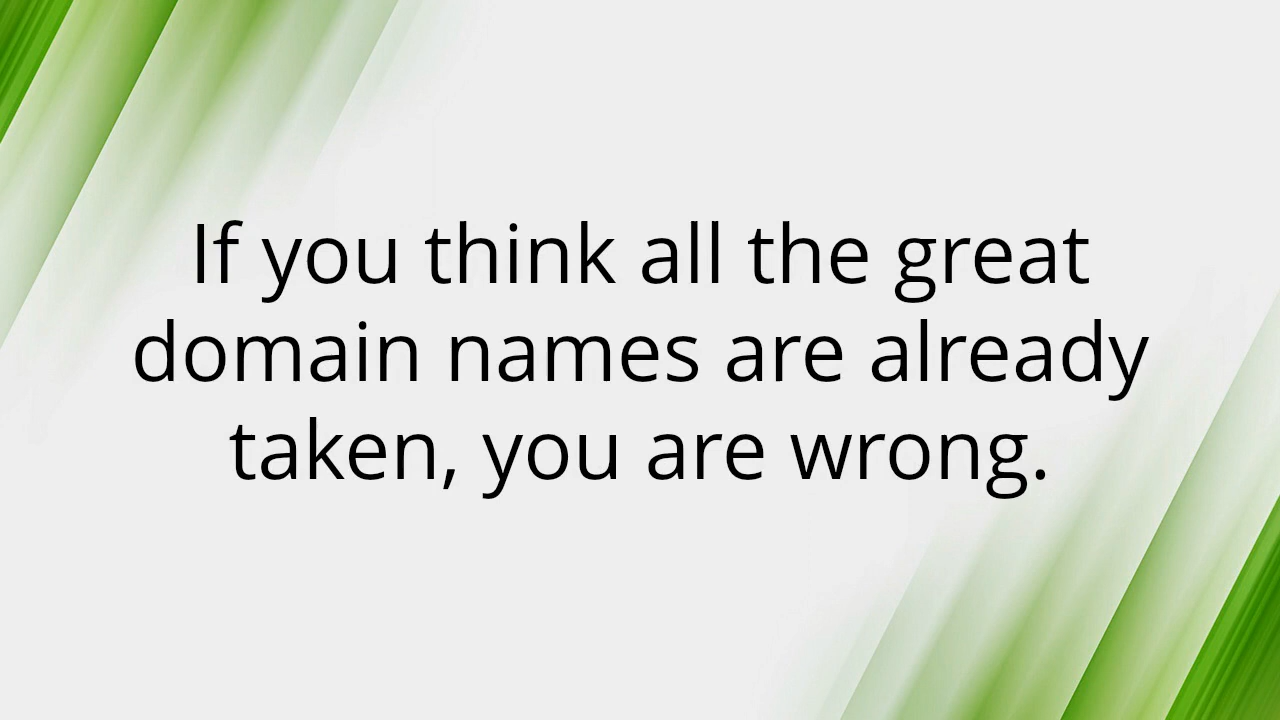 If you think all the great
domain names are already
taken, you are wrong.